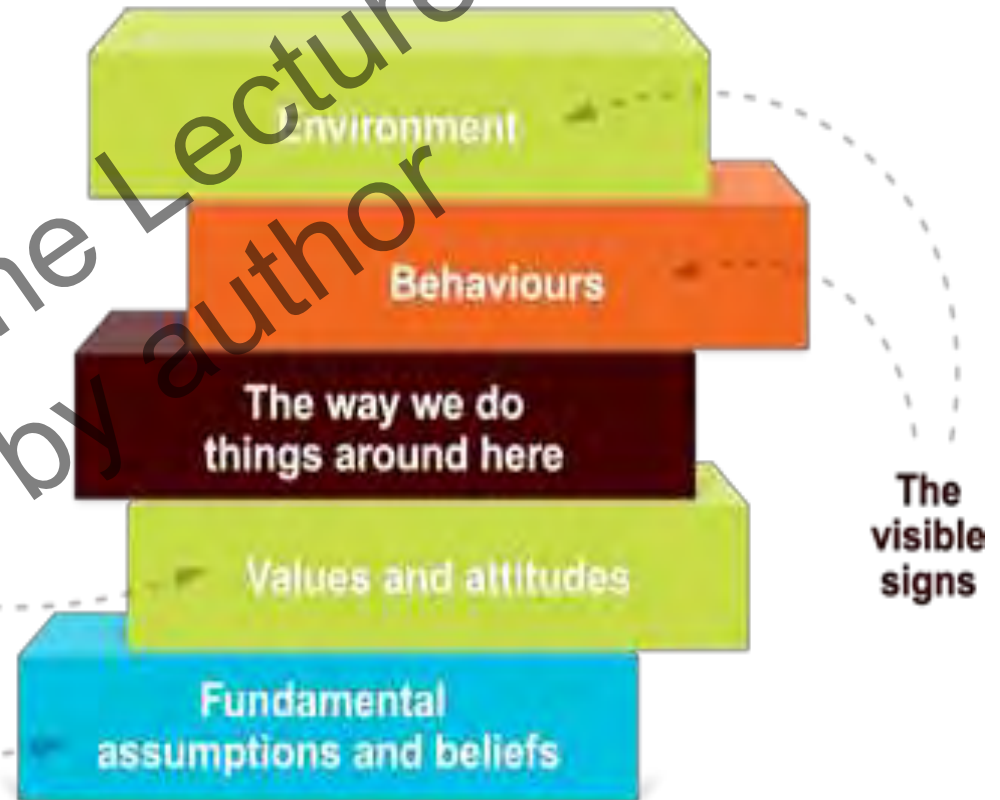 Environment
Behaviours
The way we do
things around here
Values and attitudes
Fundamental
assumptions and beliefs
The
visible
signs
by author